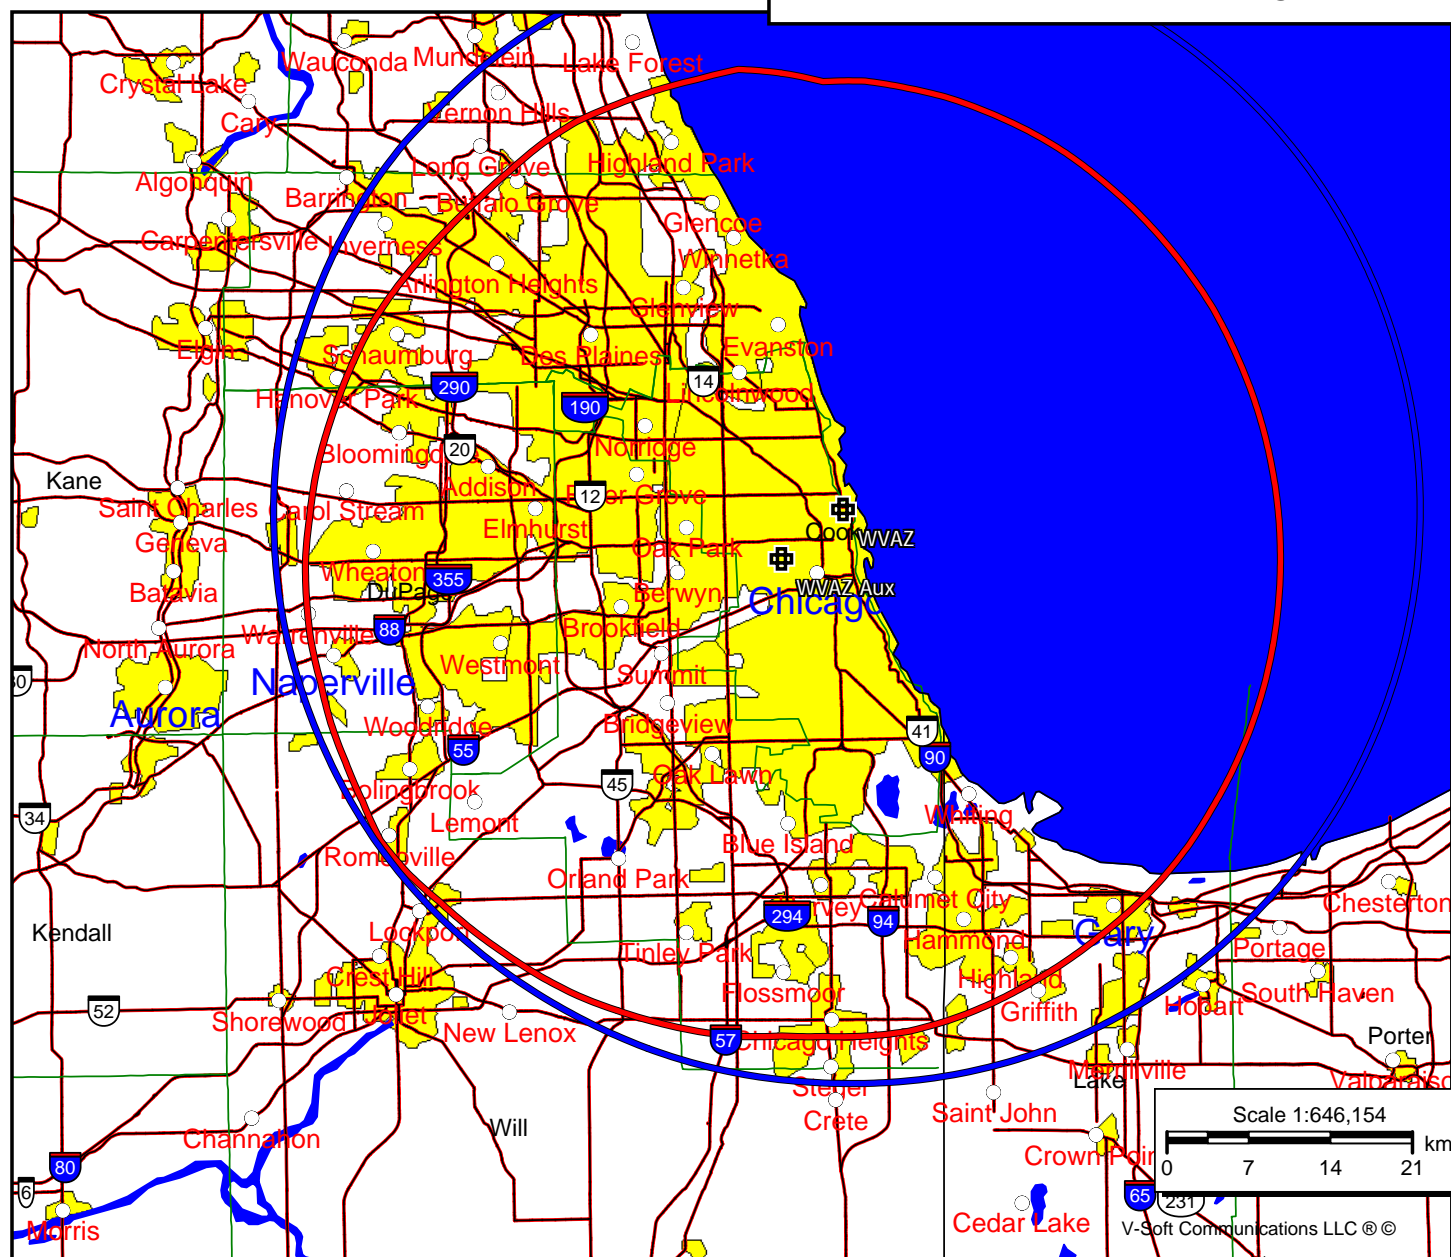 Wauconda
Mundelein
Lake Forest
Crystal Lake
Cary
Vernon Hills
Long Grove
Highland Park
Algonquin
Barrington
Buffalo Grove
Glencoe
Carpentersville
Inverness
Winnetka
Arlington Heights
Glenview
Elgin
Schaumburg
Des Plaines
Evanston
14
290
Hanover Park
190
Lincolnwood
Bloomingdale
20
Norridge
Kane
Addison
12
Elmwood Grove
Saint Charles
Carol Stream
Elmhurst
Cook
WVAZ
Geneva
Oak Park
Wheaton
355
Batavia
DuPage
Berwyn
WVAZ Aux
Chicago
88
Warrenville
Brookfield
North Aurora
Westmont
Summit
Naperville
Aurora
Woodridge
Bridgeview
41
55
90
Oak Lawn
45
Bolingbrook
34
Lemont
Whiting
Blue Island
Romeoville
Orland Park
Calumet City
Chesterton
294
94
Kendall
Lockport
Hammond
Gary
Portage
Tinley Park
Crest Hill
Highland
Flossmoor
Hobart
South Haven
52
Shorewood
Joliet
New Lenox
Griffith
57
Chicago Heights
Porter
Merrillville
Lake
Valparaiso
Steger
Crete
Saint John
Scale 1:646,154
km
0 7 14 21
Channahon
Will
Crown Point
80
6
65
231
Morris
Cedar Lake
V-Soft Communications LLC ® ©